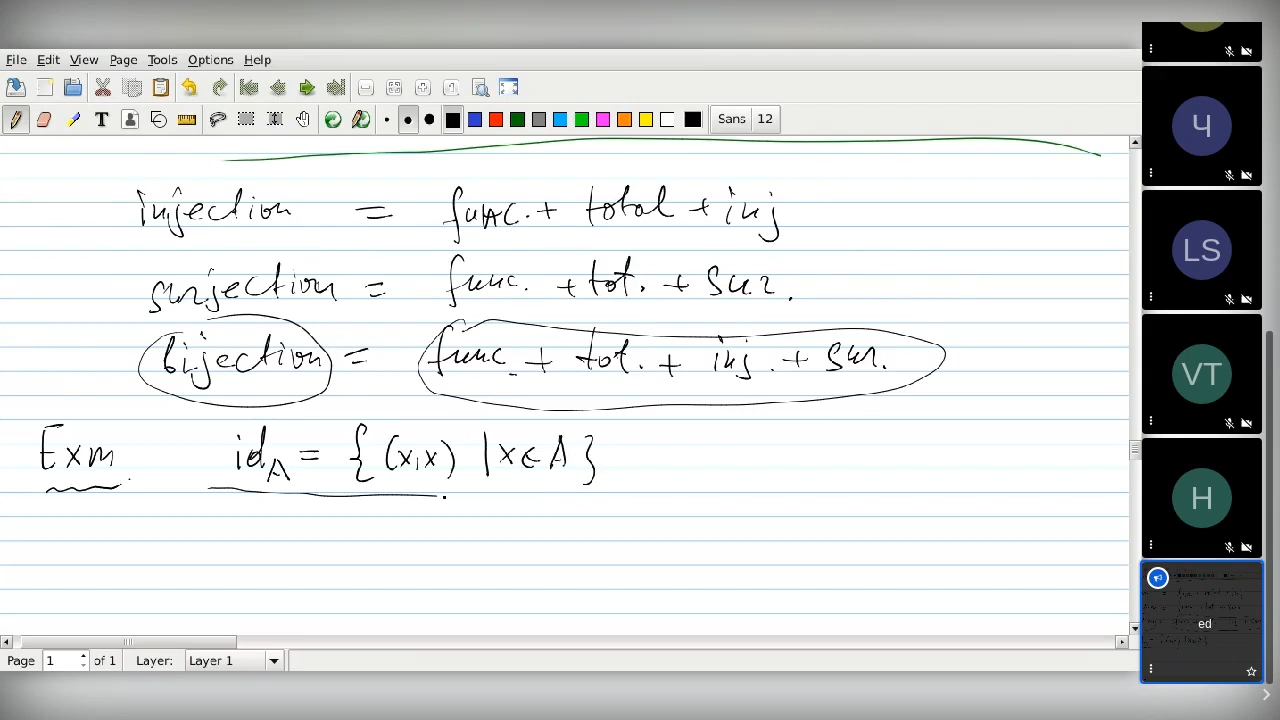 File Edit View Page Tools Options Help
Sans 12
injection = func. + total + inj
surjection = func. + tot. + sur.
bijection = func. + tot. + inj. + sur.
Exm id_A = { (x,x) | x ∈ A }
Page 1 of 1 Layer: Layer 1
Ч
LS
VT
H
ed